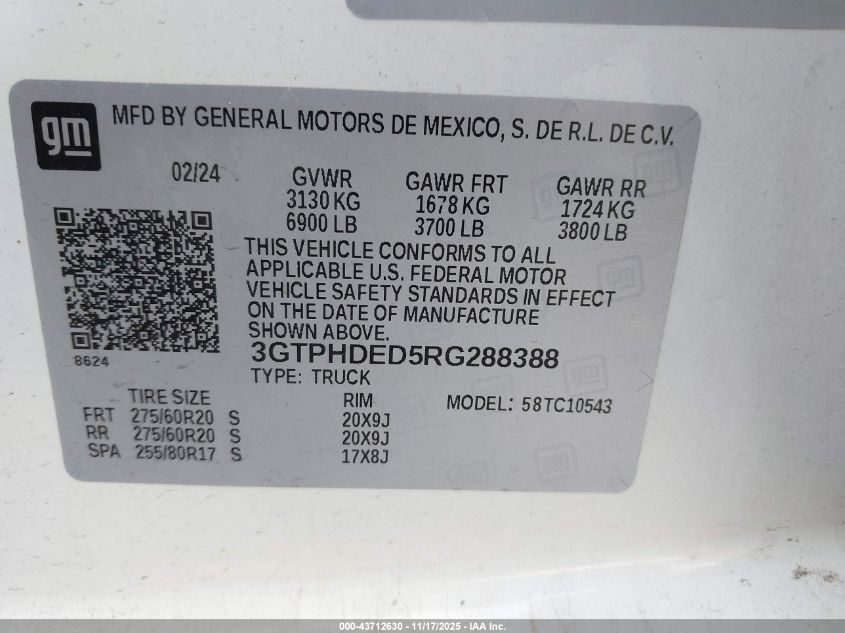 gm
MFD BY GENERAL MOTORS DE MEXICO, S. DE R.L. DE C.V.
02/24
GVWR GAWR FRT GAWR RR
3130 KG 1678 KG 1724 KG
6900 LB 3700 LB 3800 LB
THIS VEHICLE CONFORMS TO ALL
APPLICABLE U.S. FEDERAL MOTOR
VEHICLE SAFETY STANDARDS IN EFFECT
ON THE DATE OF MANUFACTURE
SHOWN ABOVE.
8624
3GTPHDED5RG288388
TYPE: TRUCK
TIRE SIZE RIM MODEL: 58TC10543
FRT 275/60R20 S 20X9J
RR 275/60R20 S 20X9J
SPA 255/80R17 S 17X8J
000-43712630 - 11/17/2025 - IAA Inc.